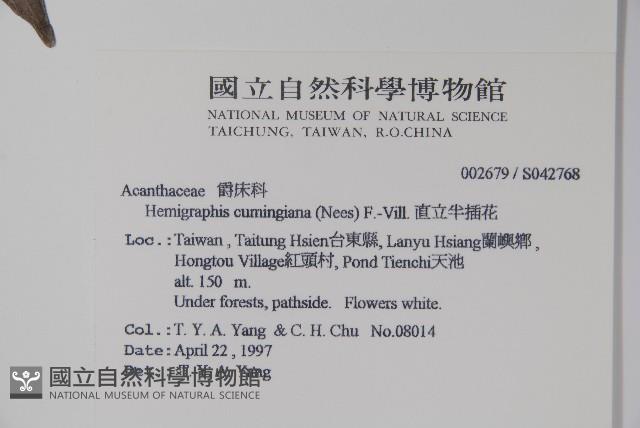 國立自然科學博物館
NATIONAL MUSEUM OF NATURAL SCIENCE
TAICHUNG, TAIWAN, R.O.CHINA
002679 / S042768
Acanthaceae 爵床科
Hemigraphis cumingiana (Nees) F.-Vill. 直立半插花
Loc.: Taiwan , Taitung Hsien台東縣, Lanyu Hsiang蘭嶼鄉 ,
Hongtou Village紅頭村, Pond Tienchi天池
alt. 150 m.
Under forests, pathside. Flowers white.
Col.: T. Y. A. Yang & C. H. Chu No.08014
Date: April 22 , 1997
Det.: T. Y. A. Yang
國立自然科學博物館
NATIONAL MUSEUM OF NATURAL SCIENCE